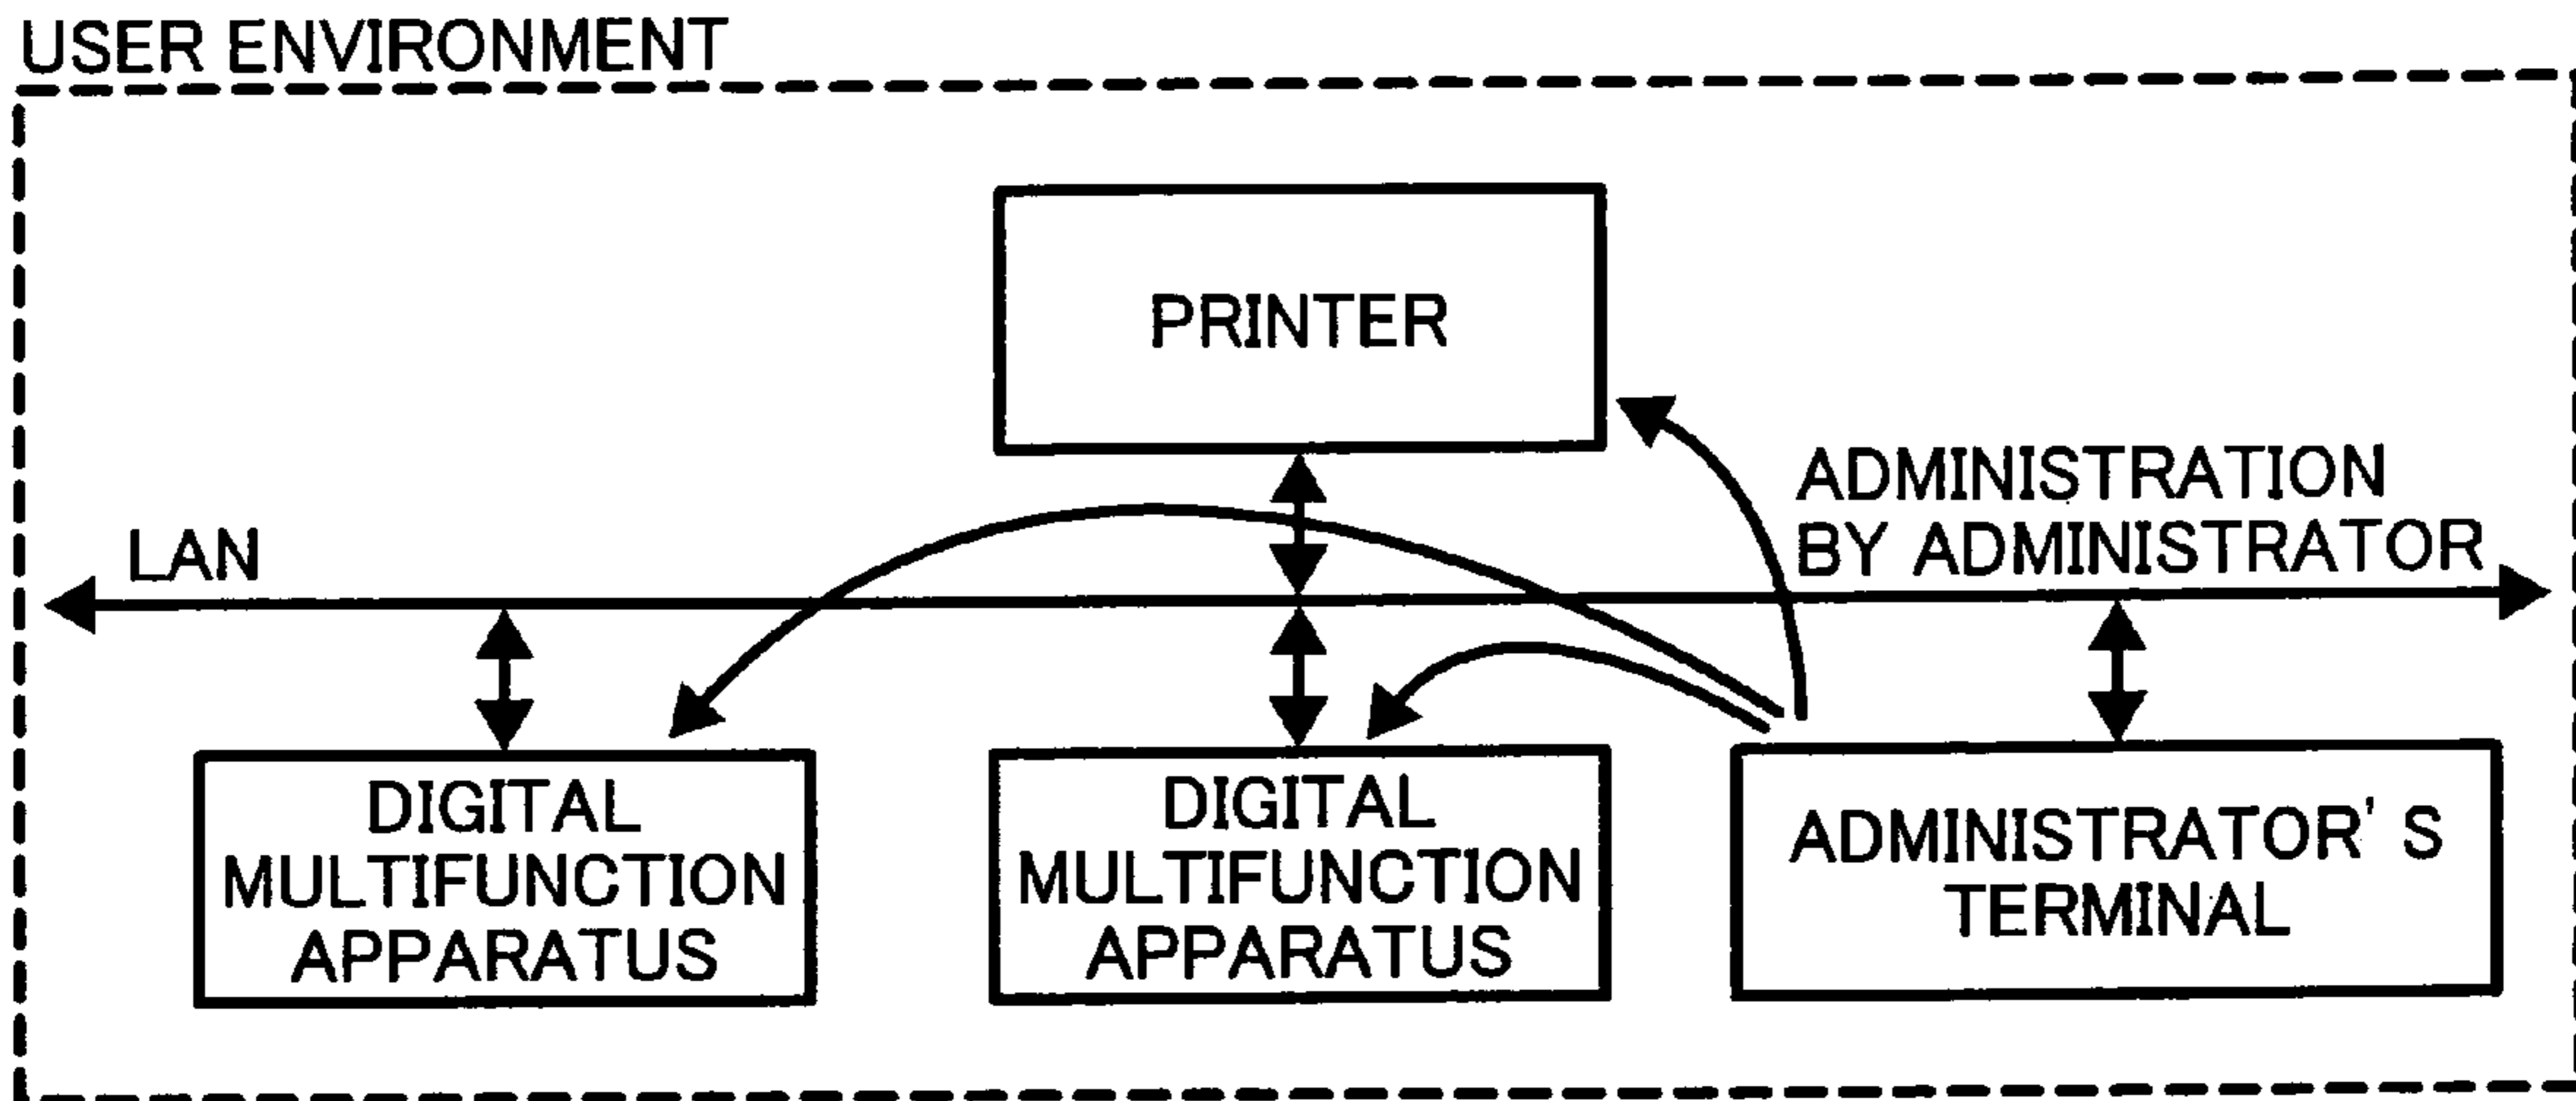 USER ENVIRONMENT
PRINTER
ADMINISTRATION
BY ADMINISTRATOR
LAN
DIGITAL
MULTIFUNCTION
APPARATUS
DIGITAL
MULTIFUNCTION
APPARATUS
ADMINISTRATOR' S
TERMINAL